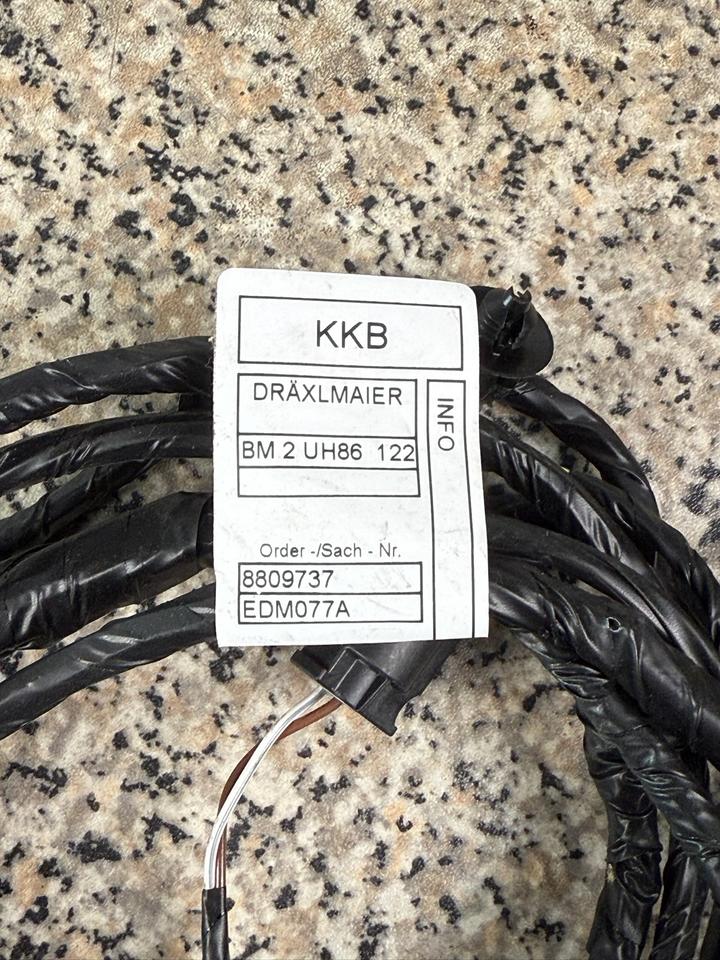 KKB
DRÄXLMAIER
INFO
BM 2 UH86 122
Order -/Sach - Nr.
8809737
EDM077A